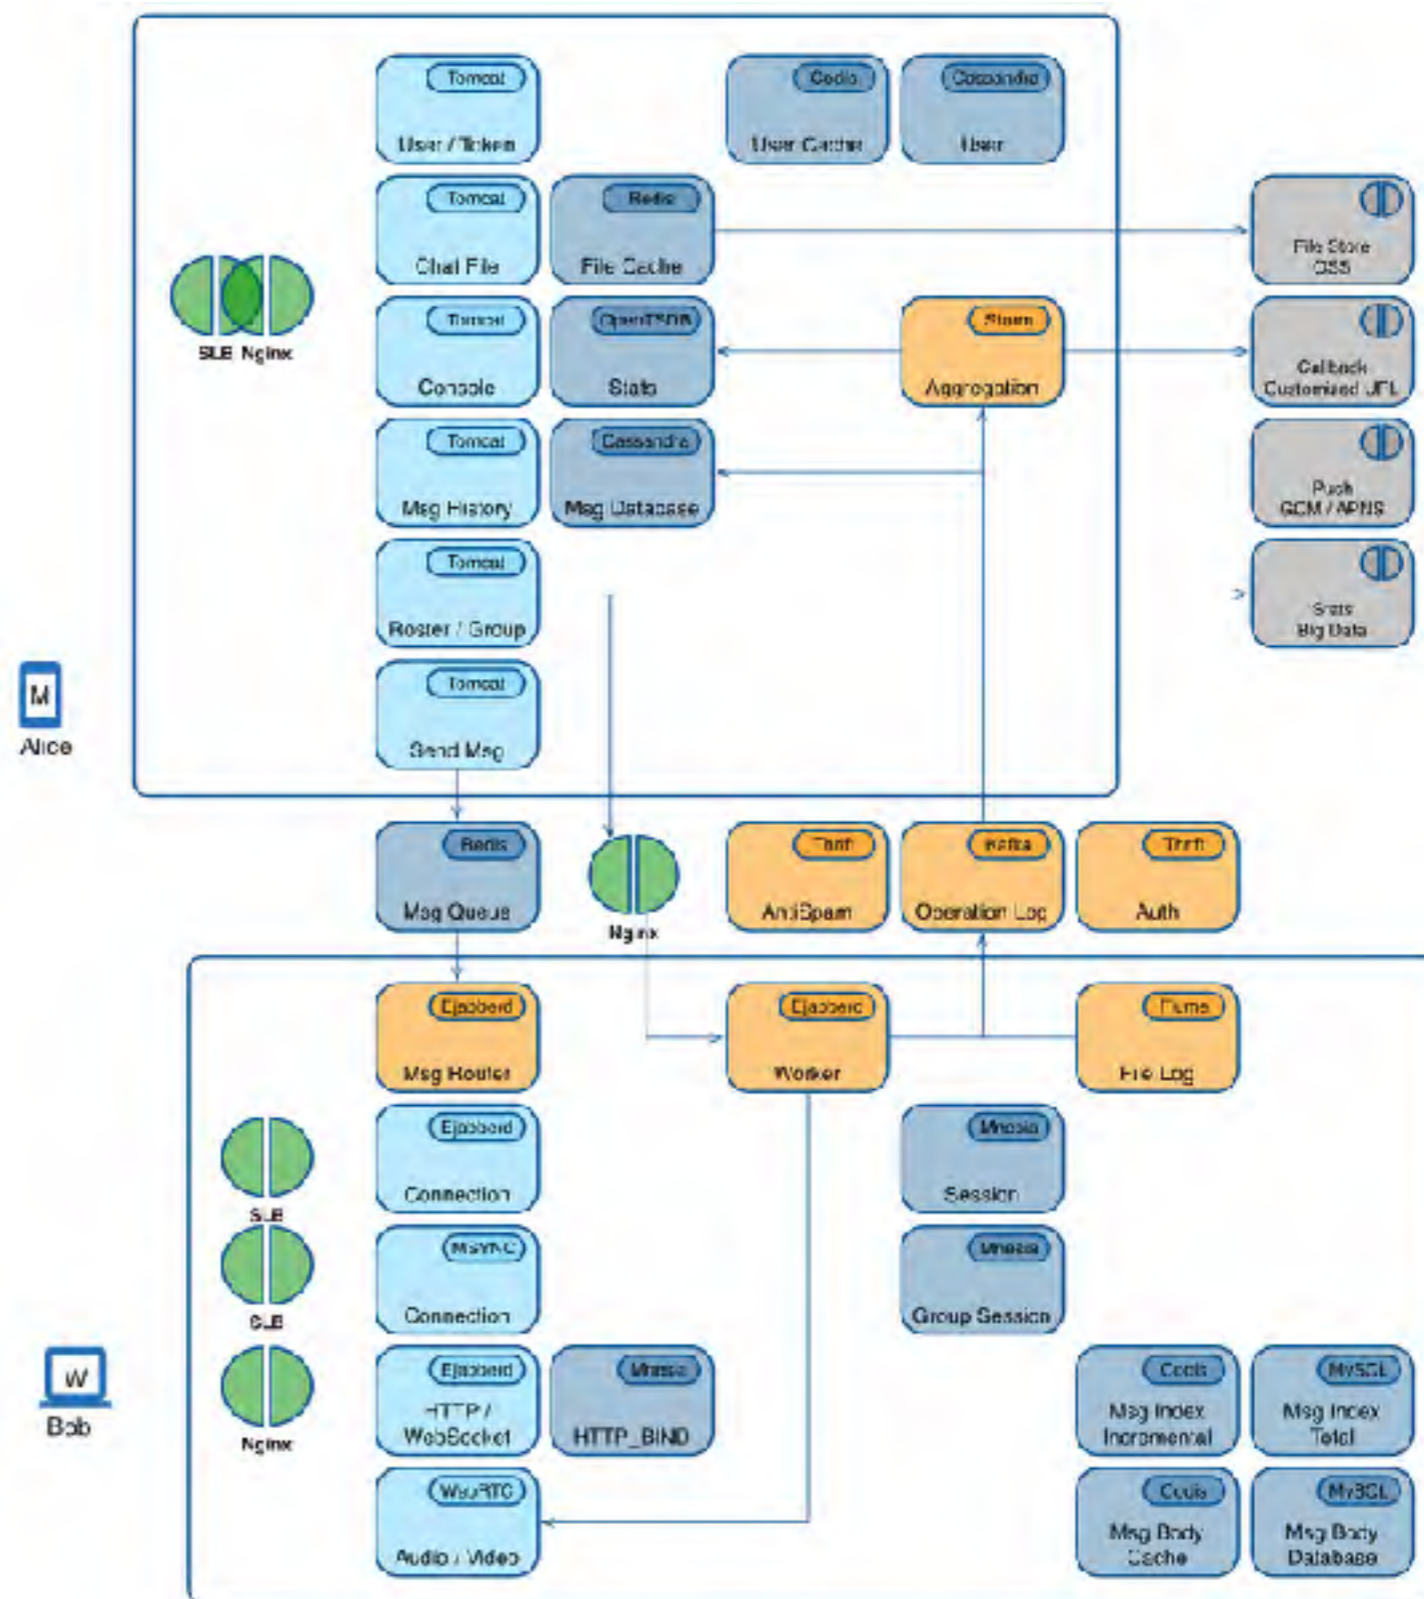 Tomcat
User / Token
Codis
User Cache
Cassandra
User
Tomcat
Chat File
Redis
File Cache
File Store
OSS
SLB Nginx
Tomcat
Console
OpenTSDB
Stats
Storm
Aggregation
Callback
Customised URL
Tomcat
Msg History
Cassandra
Msg Database
Push
GCM / APNS
Tomcat
Roster / Group
Stats
Big Data
M
Alice
Tomcat
Send Msg
Redis
Msg Queue
Nginx
Thrift
AntiSpam
Kafka
Operation Log
Thrift
Auth
Ejabberd
Msg Router
Ejabberd
Worker
Flume
File Log
SLB
Ejabberd
Connection
Mnesia
Session
SLB
MSYNC
Connection
Mnesia
Group Session
W
Bob
Nginx
Ejabberd
HTTP /
WebSocket
Mnesia
HTTP_BIND
Codis
Msg Index
Incremental
MySQL
Msg Index
Total
WebRTC
Audio / Video
Codis
Msg Body
Cache
MySQL
Msg Body
Database